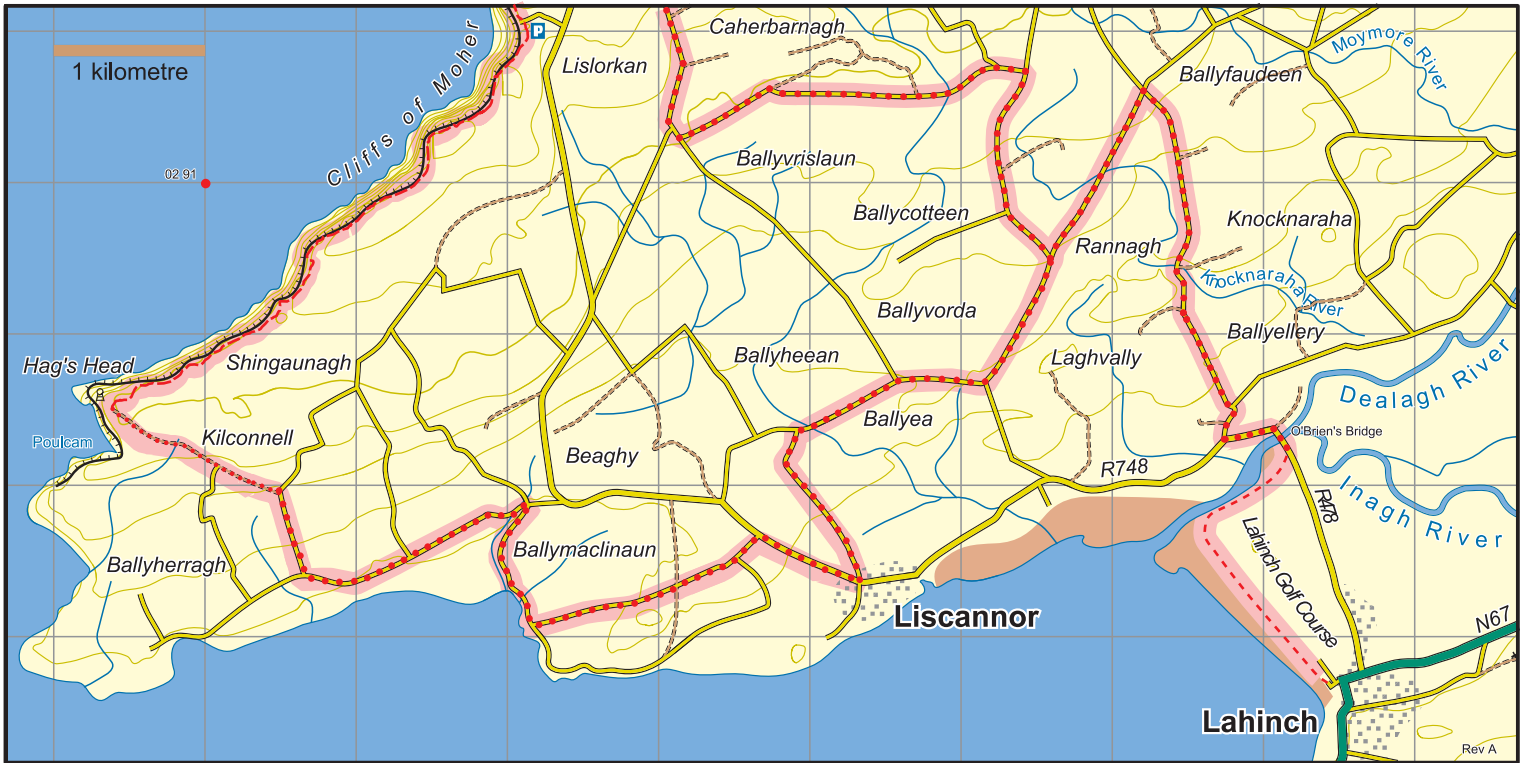 Caherbarnagh
P
Moymore River
Lislorkan
1 kilometre
Ballyfaudeen
Cliffs of Moher
Ballyvrislaun
02 91
Ballycotteen
Knocknaraha
Rannagh
Knocknaraha River
Ballyvorda
Ballyellery
Ballyheean
Laghvally
Hag's Head
Shingaunagh
Dealagh River
Ballyea
Poulcam
Kilconnell
O'Brien's Bridge
Beaghy
R748
R478
Inagh River
Ballymaclinaun
Ballyherragh
Lahinch Golf Course
Liscannor
N67
Lahinch
Rev A